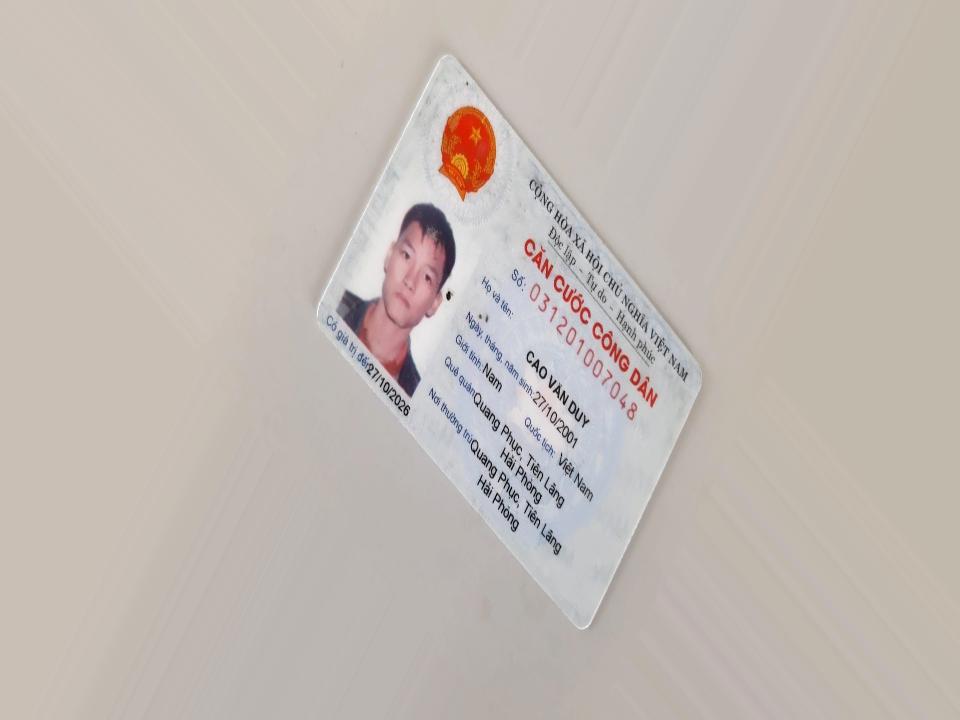 CỘNG HÒA XÃ HỘI CHỦ NGHĨA VIỆT NAM
Độc lập - Tự do - Hạnh phúc
CĂN CƯỚC CÔNG DÂN
Số: 031201007048
Họ và tên:
CAO VĂN DUY
Ngày, tháng, năm sinh: 27/10/2001
Giới tính: Nam Quốc tịch: Việt Nam
Quê quán: Quang Phục, Tiên Lãng
Hải Phòng
Nơi thường trú: Quang Phục, Tiên Lãng
Hải Phòng
Có giá trị đến: 27/10/2026